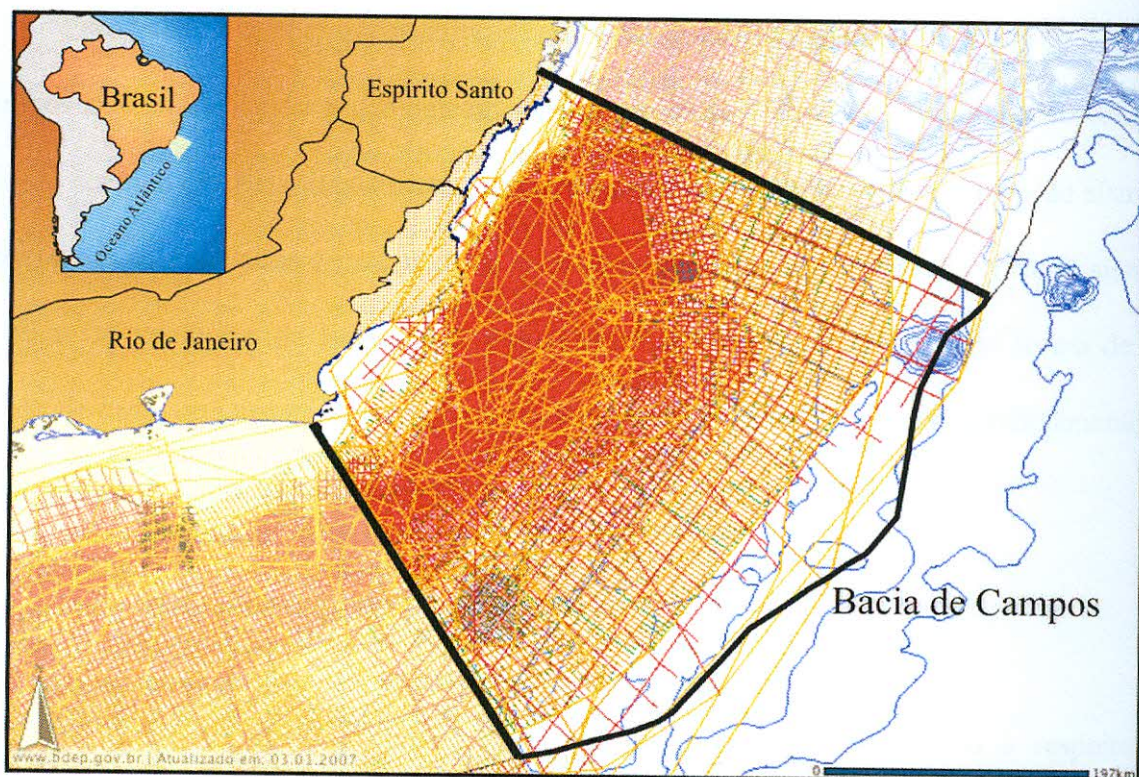 Brasil
Oceano Atlântico
Espírito Santo
Rio de Janeiro
Bacia de Campos
www.bdep.gov.br | Atualizado em: 03.01.2007
0 197km